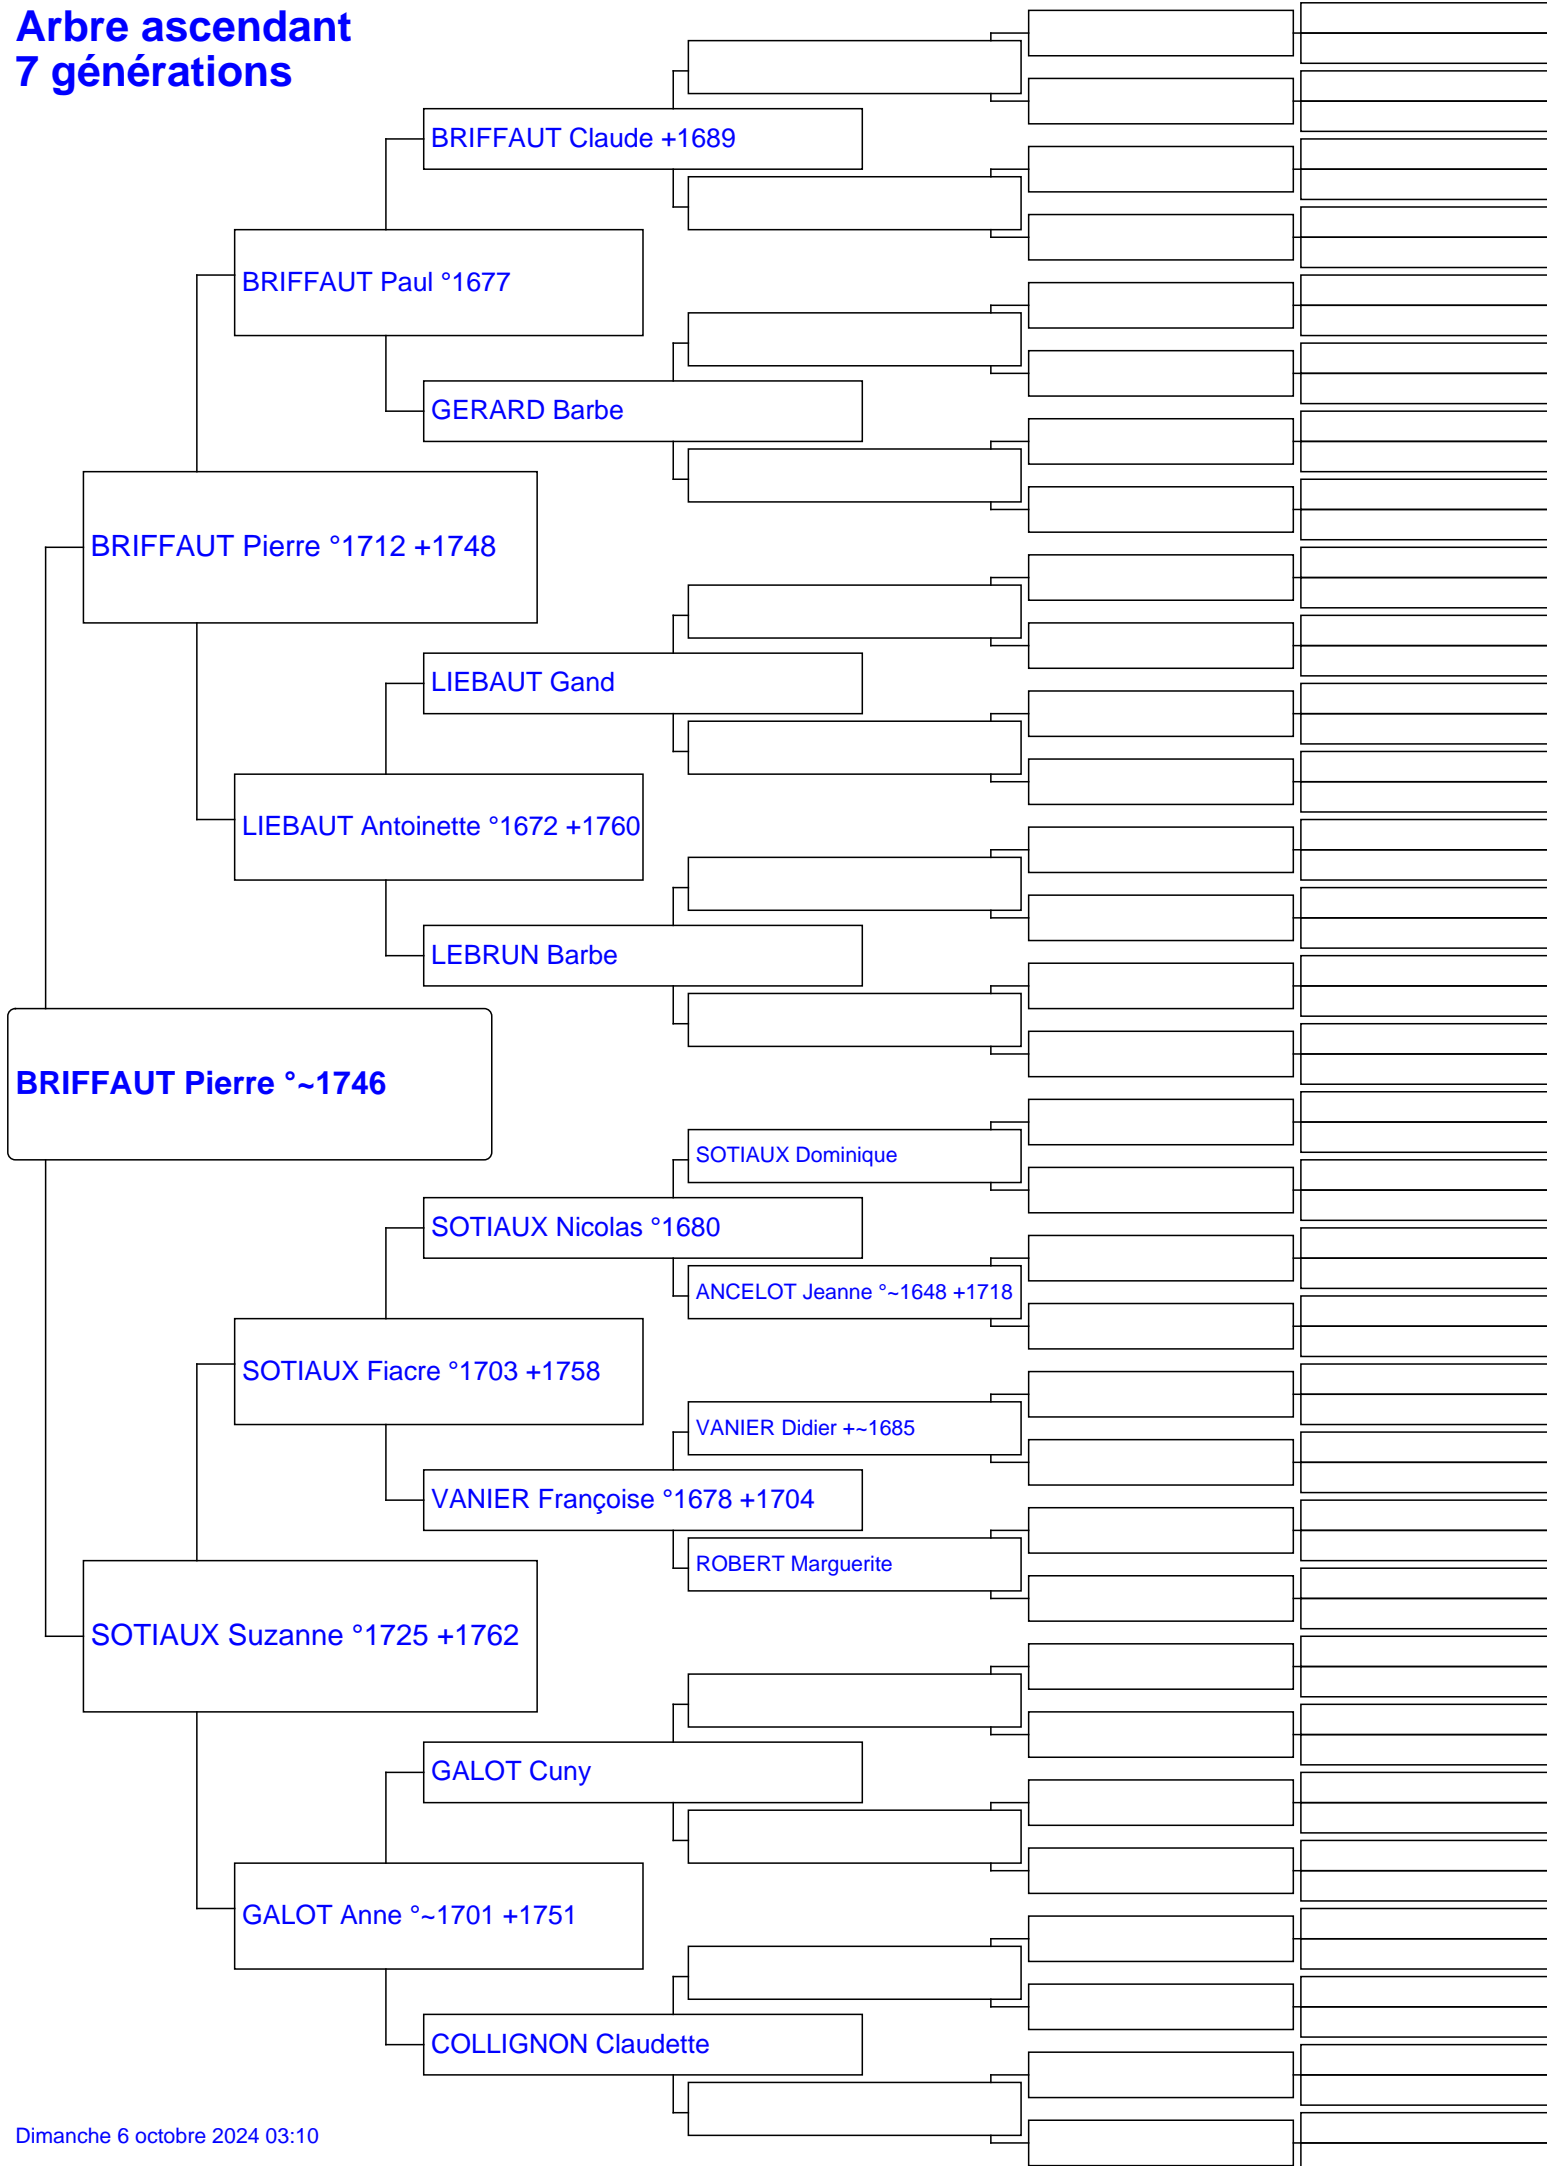 Arbre ascendant
7 générations
BRIFFAUT Claude +1689
BRIFFAUT Paul °1677
GERARD Barbe
BRIFFAUT Pierre °1712 +1748
LIEBAUT Gand
LIEBAUT Antoinette °1672 +1760
LEBRUN Barbe
BRIFFAUT Pierre °~1746
SOTIAUX Dominique
SOTIAUX Nicolas °1680
ANCELOT Jeanne °~1648 +1718
SOTIAUX Fiacre °1703 +1758
VANIER Didier +~1685
VANIER Françoise °1678 +1704
ROBERT Marguerite
SOTIAUX Suzanne °1725 +1762
GALOT Cuny
GALOT Anne °~1701 +1751
COLLIGNON Claudette
Dimanche 6 octobre 2024 03:10